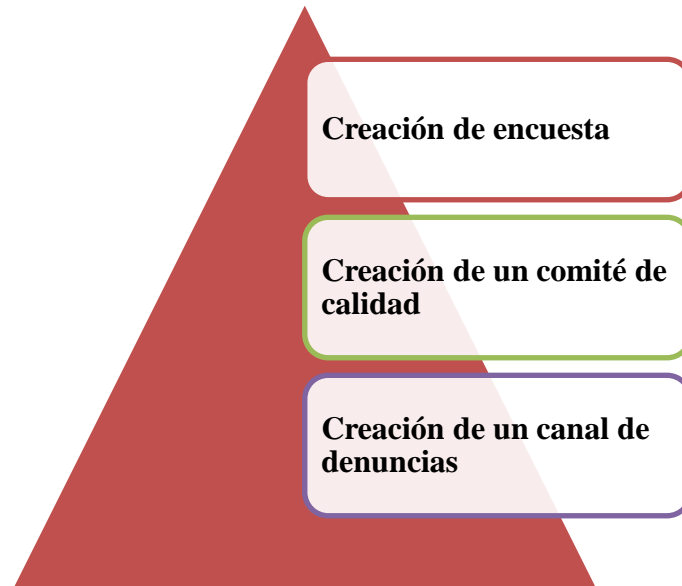 Creación de encuesta
Creación de un comité de
calidad
Creación de un canal de
denuncias